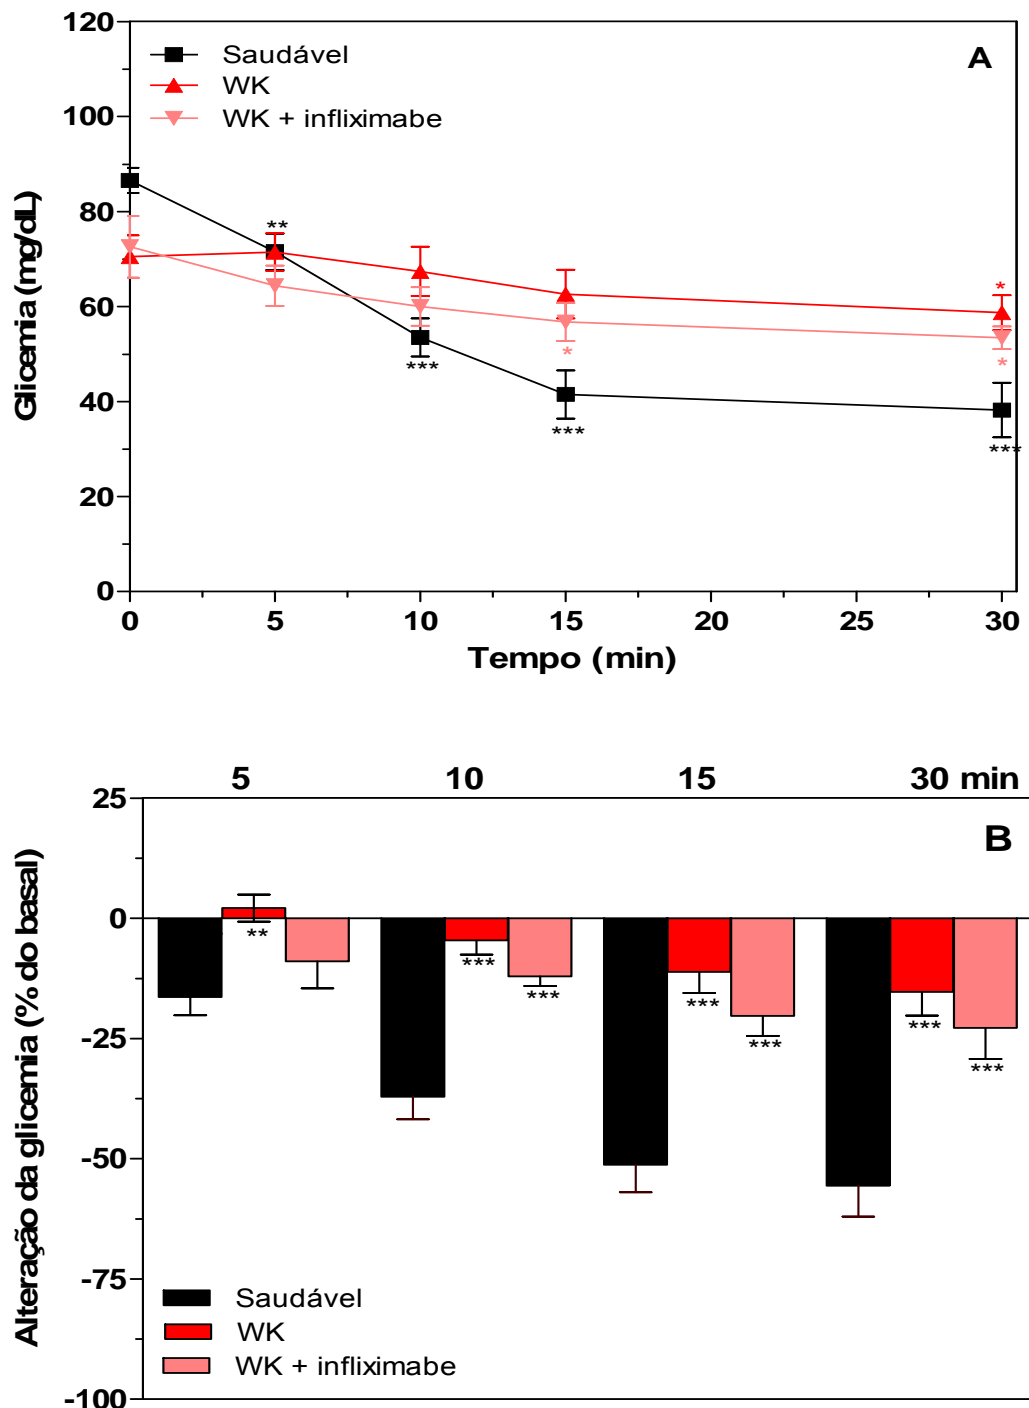 120
100
80
60
40
20
0
Glicemia (mg/dL)
Saudável
WK
WK + infliximabe
A
**
***
*
***
*
*
***
0 5 10 15 20 25 30
Tempo (min)
5 10 15 30 min
25
0
-25
-50
-75
-100
Alteração da glicemia (% do basal)
B
**
***
***
***
***
***
***
Saudável
WK
WK + infliximabe